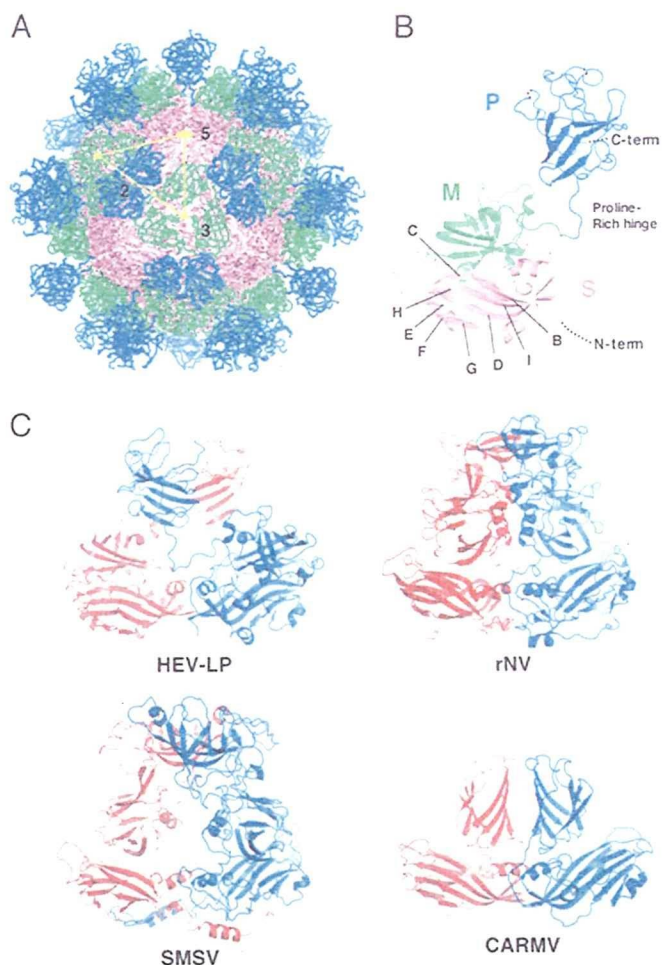 A
B
5
2
3
P
C-term
M
Proline-
Rich hinge
C
S
H
E
F
G
D
I
B
N-term
C
HEV-LP
rNV
SMSV
CARMV